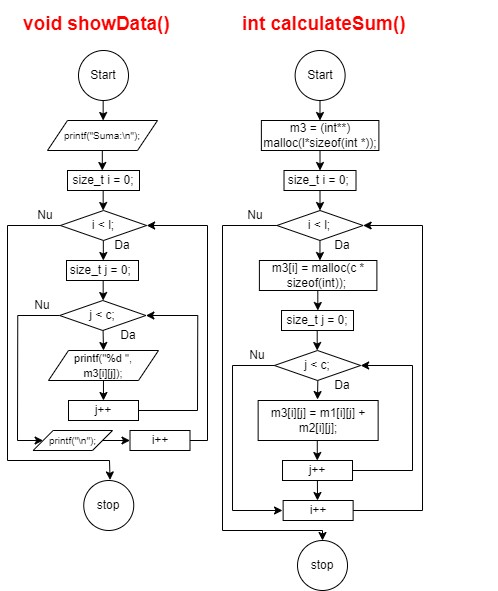 void showData()
Start
printf("Suma:\n");
size_t i = 0;
Nu
i < l;
Da
size_t j = 0;
Nu
j < c;
Da
printf("%d ",
m3[i][j]);
j++
printf("\n");
i++
stop
int calculateSum()
Start
m3 = (int**)
malloc(l*sizeof(int *));
size_t i = 0;
Nu
i < l;
Da
m3[i] = malloc(c *
sizeof(int));
size_t j = 0;
Nu
j < c;
Da
m3[i][j] = m1[i][j] +
m2[i][j];
j++
i++
stop